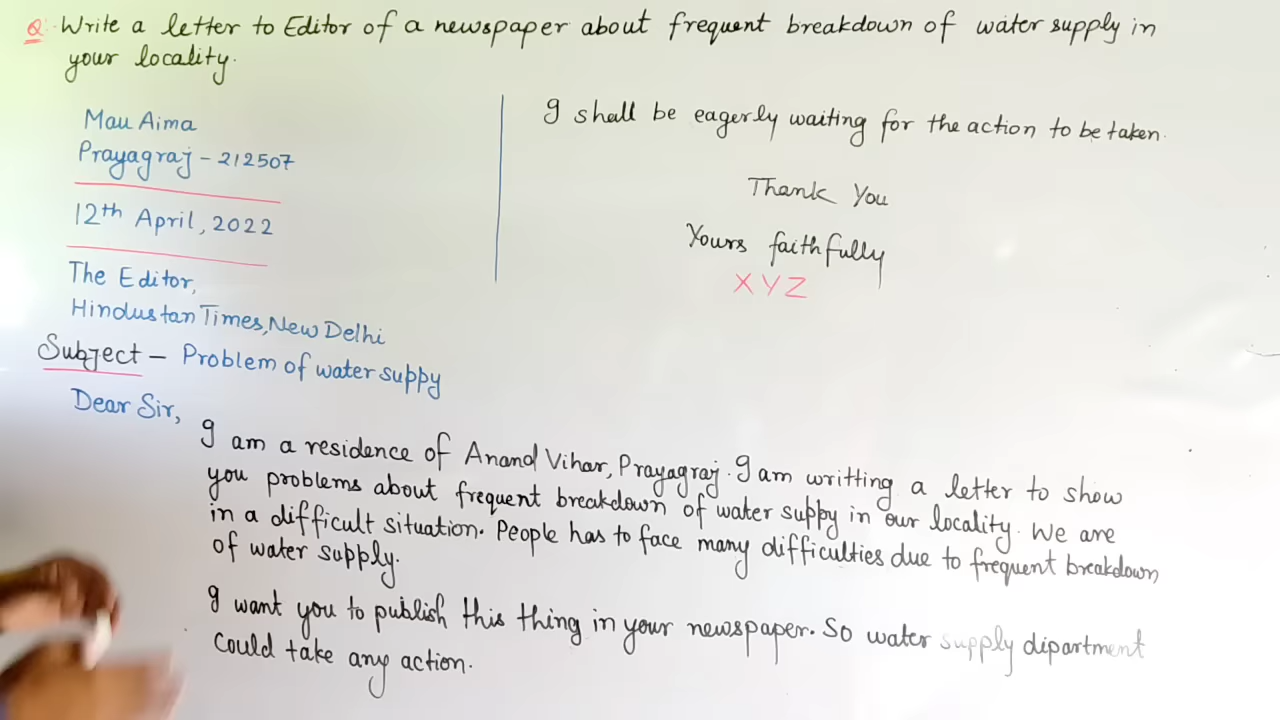 Q. Write a letter to Editor of a newspaper about frequent breakdown of water supply in
your locality.
Mau Aima
Prayagraj - 212507
12th April, 2022
The Editor,
Hindustan Times, New Delhi
Subject - Problem of water suppy
Dear Sir,
I am a residence of Anand Vihar, Prayagraj. I am writting a letter to show
you problems about frequent breakdown of water suppy in our locality. We are
in a difficult situation. People has to face many difficulties due to frequent breakdown
of water supply.
I want you to publish this thing in your newspaper. So water supply dipartment
could take any action.
I shall be eagerly waiting for the action to be taken.
Thank You
Yours faithfully
XYZ